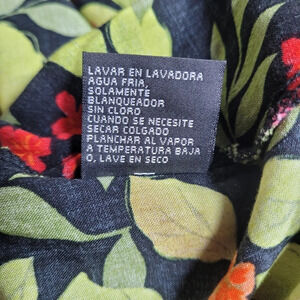 LAVAR EN LAVADORA
AGUA FRIA,
SOLAMENTE
BLANQUEADOR
SIN CLORO
CUANDO SE NECESITE
SECAR COLGADO
PLANCHAR AL VAPOR
A TEMPERATURA BAJA
O, LAVE EN SECO